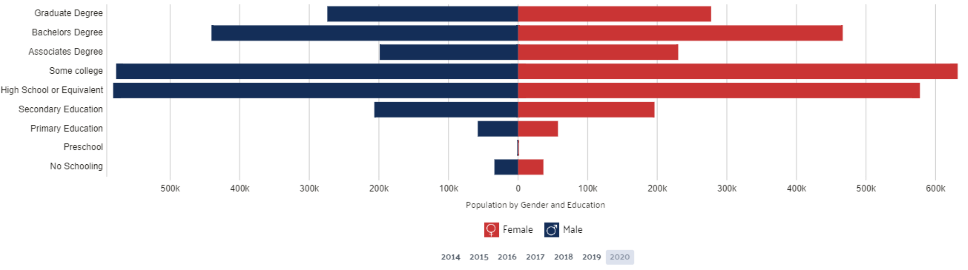 Graduate Degree
Bachelors Degree
Associates Degree
Some college
High School or Equivalent
Secondary Education
Primary Education
Preschool
No Schooling
500k 400k 300k 200k 100k 0 100k 200k 300k 400k 500k 600k
Population by Gender and Education
Female Male
2014 2015 2016 2017 2018 2019 2020